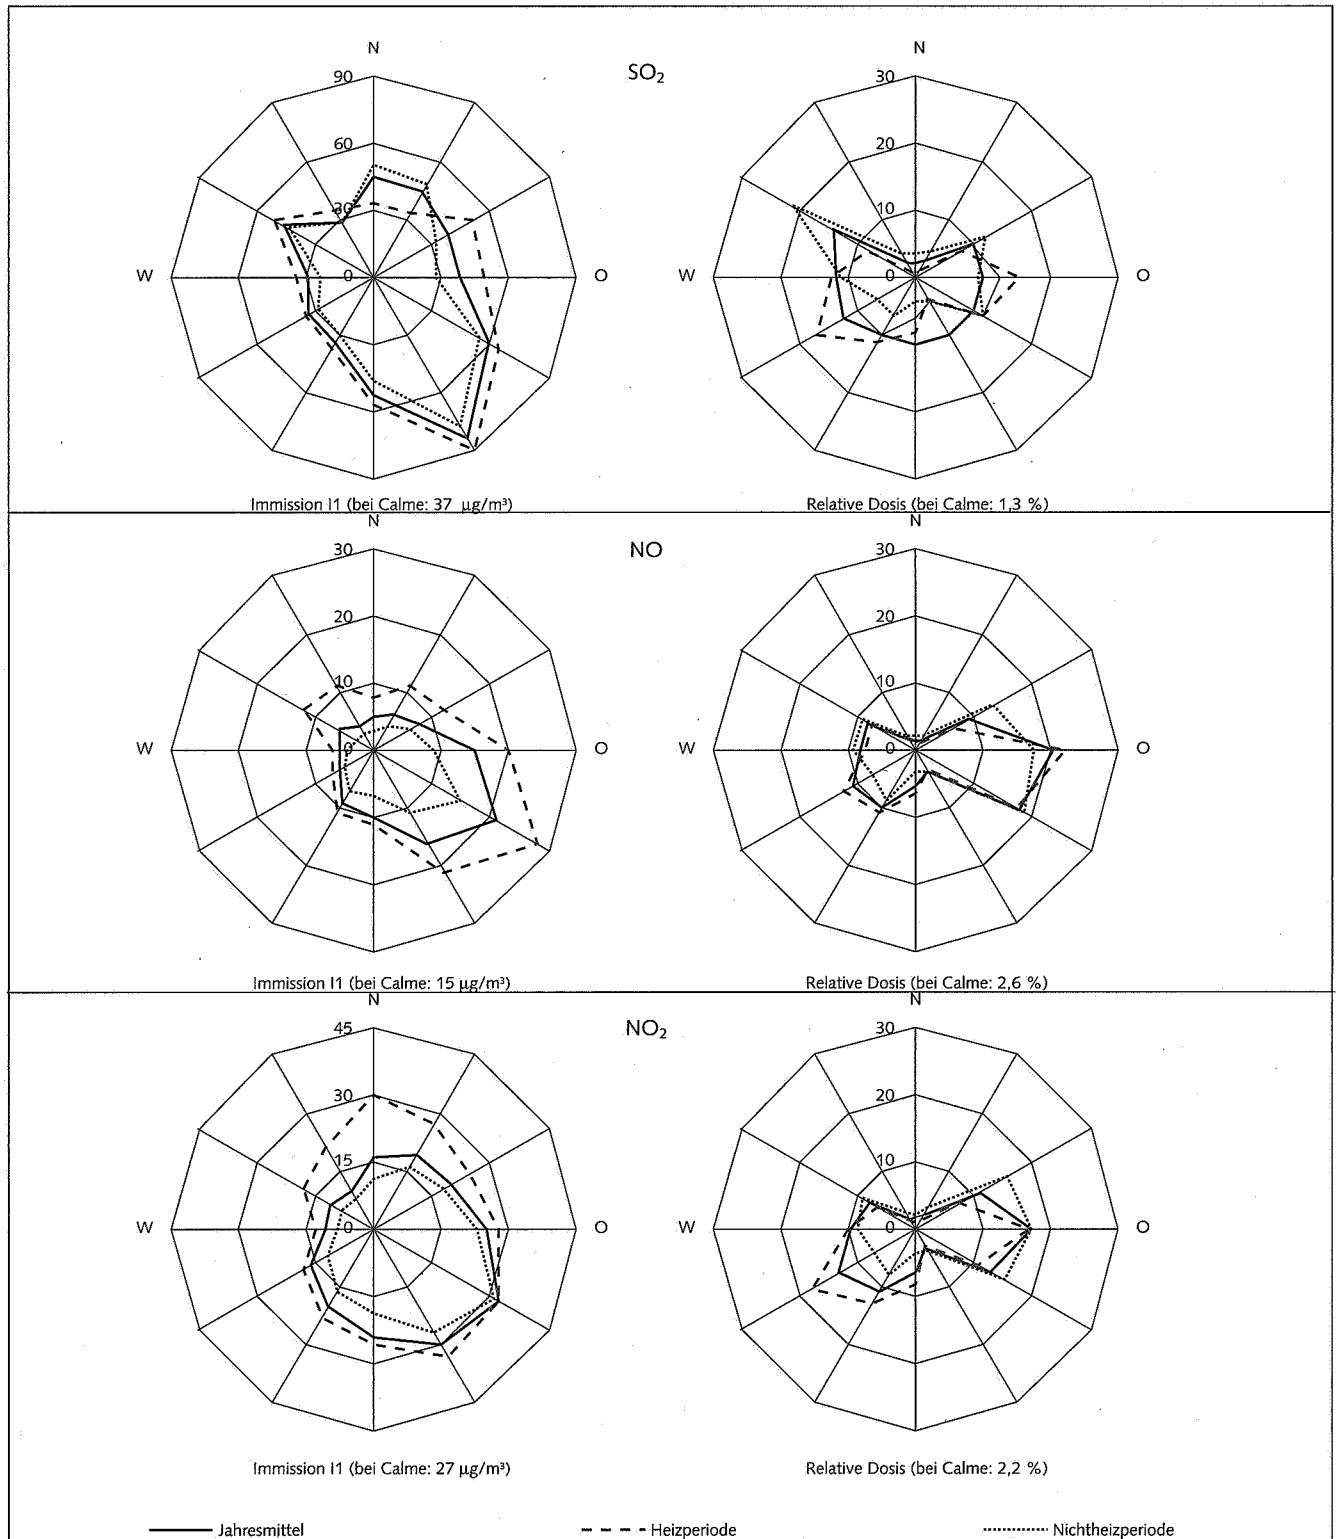 N N
SO₂
90 30
60 20
30 10
W 0 O W 0 O
Immission I1 (bei Calme: 37 µg/m³) Relative Dosis (bei Calme: 1,3 %)
N N
NO
30 30
20 20
10 10
W 0 O W 0 O
Immission I1 (bei Calme: 15 µg/m³) Relative Dosis (bei Calme: 2,6 %)
N N
NO₂
45 30
30 20
15 10
W 0 O W 0 O
Immission I1 (bei Calme: 27 µg/m³) Relative Dosis (bei Calme: 2,2 %)
Jahresmittel Heizperiode Nichtheizperiode